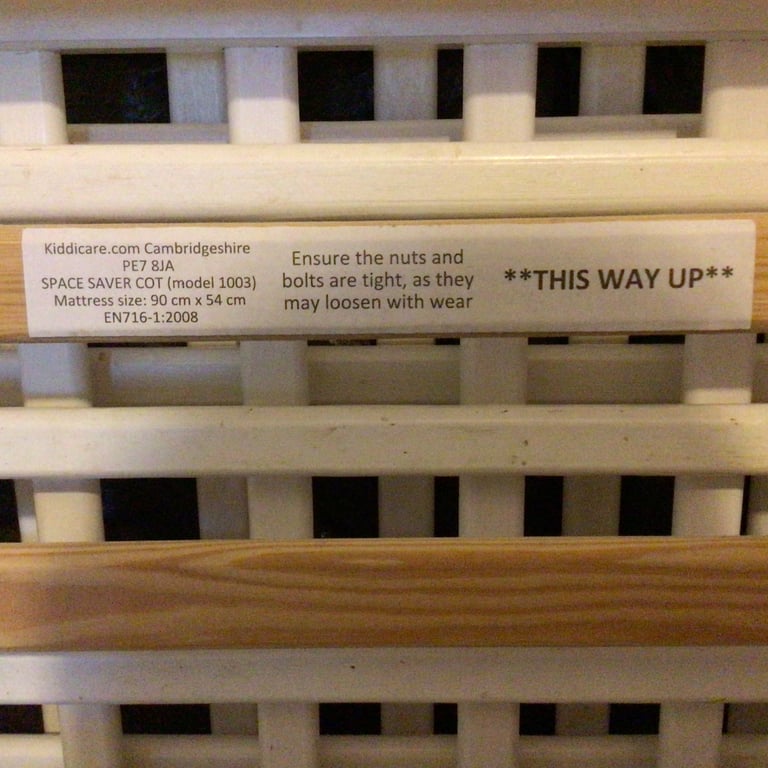 Kiddicare.com Cambridgeshire
PE7 8JA
SPACE SAVER COT (model 1003)
Mattress size: 90 cm x 54 cm
EN716-1:2008
Ensure the nuts and
bolts are tight, as they
may loosen with wear
**THIS WAY UP**